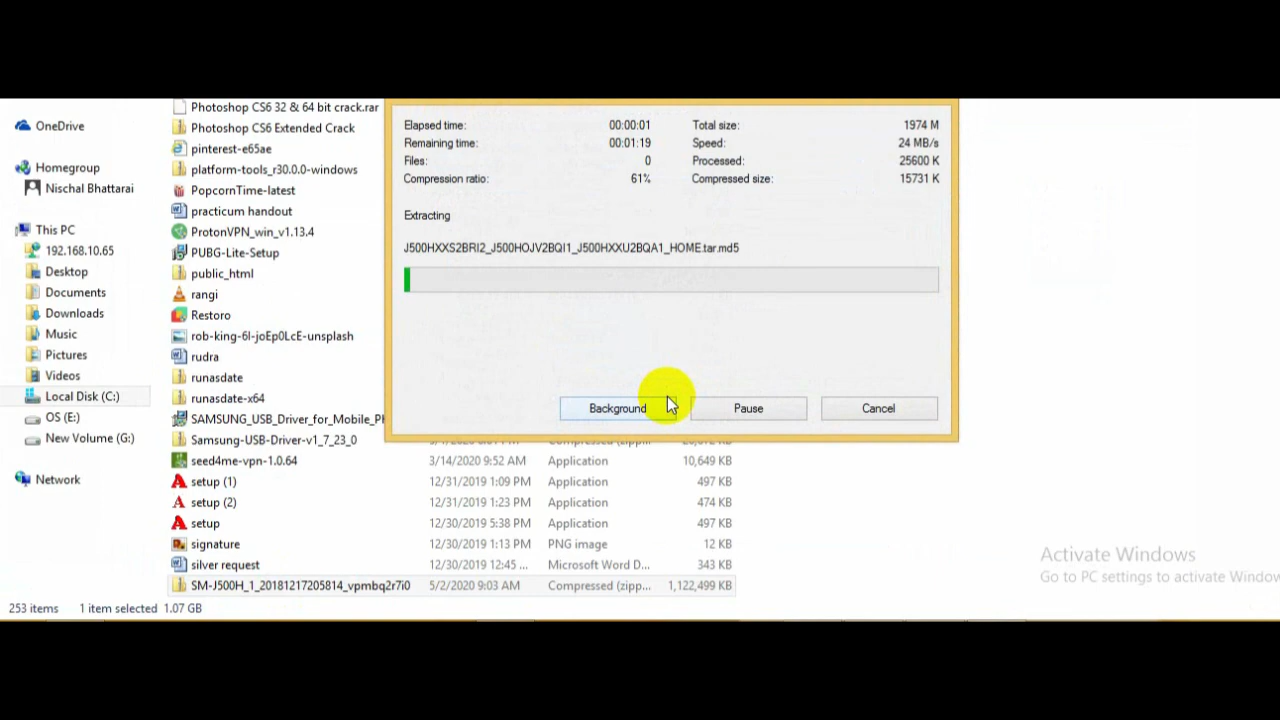 OneDrive
Homegroup
Nischal Bhattarai
This PC
192.168.10.65
Desktop
Documents
Downloads
Music
Pictures
Videos
Local Disk (C:)
OS (E:)
New Volume (G:)
Network
Photoshop CS6 32 & 64 bit crack.rar
Photoshop CS6 Extended Crack
pinterest-e65ae
platform-tools_r30.0.0-windows
PopcornTime-latest
practicum handout
ProtonVPN_win_v1.13.4
PUBG-Lite-Setup
public_html
rangi
Restoro
rob-king-6l-joEp0LcE-unsplash
rudra
runasdate
runasdate-x64
SAMSUNG_USB_Driver_for_Mobile_Ph
Samsung-USB-Driver-v1_7_23_0
seed4me-vpn-1.0.64 3/14/2020 9:52 AM Application 10,649 KB
setup (1) 12/31/2019 1:09 PM Application 497 KB
setup (2) 12/31/2019 1:23 PM Application 474 KB
setup 12/30/2019 5:38 PM Application 497 KB
signature 12/30/2019 1:13 PM PNG image 12 KB
silver request 12/30/2019 12:45 ... Microsoft Word D... 343 KB
SM-J500H_1_20181217205814_vpmbq2r7i0 5/2/2020 9:03 AM Compressed (zipp... 1,122,499 KB
Elapsed time: 00:00:01 Total size: 1974 M
Remaining time: 00:01:19 Speed: 24 MB/s
Files: 0 Processed: 25600 K
Compression ratio: 61% Compressed size: 15731 K
Extracting
J500HXXS2BRI2_J500HOJV2BQI1_J500HXXU2BQA1_HOME.tar.md5
Background Pause Cancel
Activate Windows
Go to PC settings to activate Window
253 items 1 item selected 1.07 GB